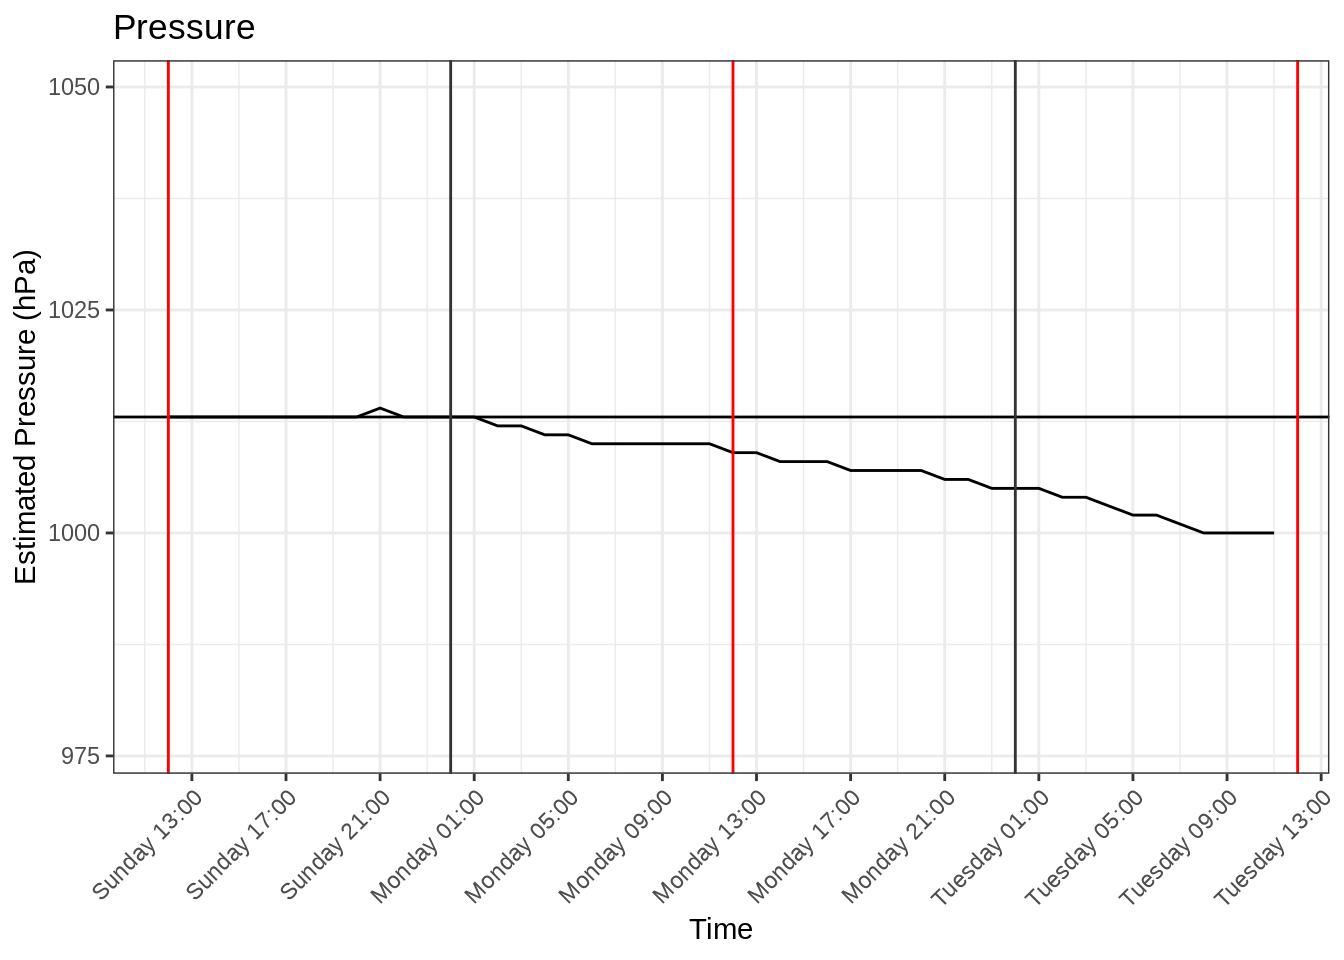 Pressure
Estimated Pressure (hPa)
1050
1025
1000
975
Sunday 13:00
Sunday 17:00
Sunday 21:00
Monday 01:00
Monday 05:00
Monday 09:00
Monday 13:00
Monday 17:00
Monday 21:00
Tuesday 01:00
Tuesday 05:00
Tuesday 09:00
Tuesday 13:00
Time